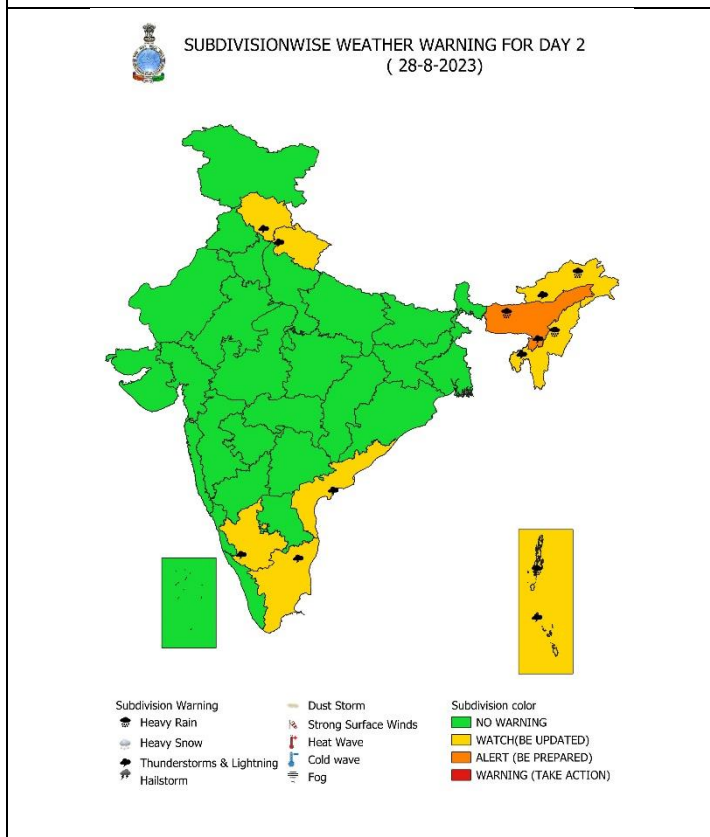 SUBDIVISIONWISE WEATHER WARNING FOR DAY 2
( 28-8-2023)
Subdivision Warning
Heavy Rain
Heavy Snow
Thunderstorms & Lightning
Hailstorm
Dust Storm
Strong Surface Winds
Heat Wave
Cold wave
Fog
Subdivision color
NO WARNING
WATCH(BE UPDATED)
ALERT (BE PREPARED)
WARNING (TAKE ACTION)